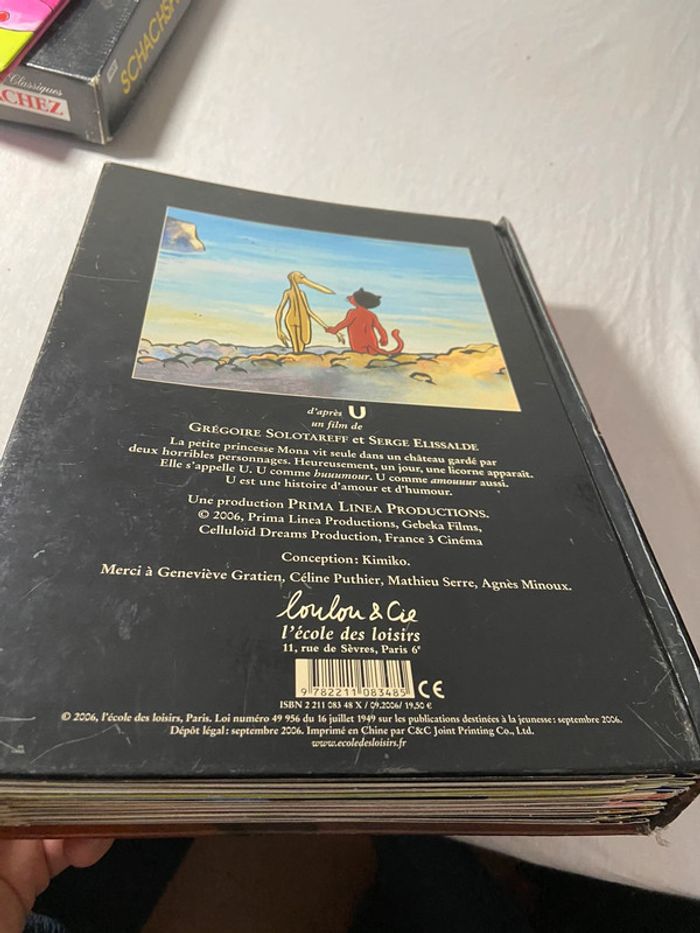 Classiques
CHEZ
SCHACHSP
d'après U
un film de
GRÉGOIRE SOLOTAREFF et SERGE ELISSALDE
La petite princesse Mona vit seule dans un château gardé par
deux horribles personnages. Heureusement, un jour, une licorne apparaît.
Elle s'appelle U. U comme buuumour. U comme amouuur aussi.
U est une histoire d'amour et d'humour.
Une production PRIMA LINEA PRODUCTIONS.
© 2006, Prima Linea Productions, Gebeka Films,
Celluloïd Dreams Production, France 3 Cinéma
Conception : Kimiko.
Merci à Geneviève Gratien, Céline Puthier, Mathieu Serre, Agnès Minoux.
loulou & Cie
l'école des loisirs
11, rue de Sèvres, Paris 6e
9 782211 083485 CE
ISBN 2 211 083 48 X / 09.2006/ 19,50 €
© 2006, l'école des loisirs, Paris. Loi numéro 49 956 du 16 juillet 1949 sur les publications destinées à la jeunesse : septembre 2006.
Dépôt légal : septembre 2006. Imprimé en Chine par C&C Joint Printing Co., Ltd.
www.ecoledesloisirs.fr